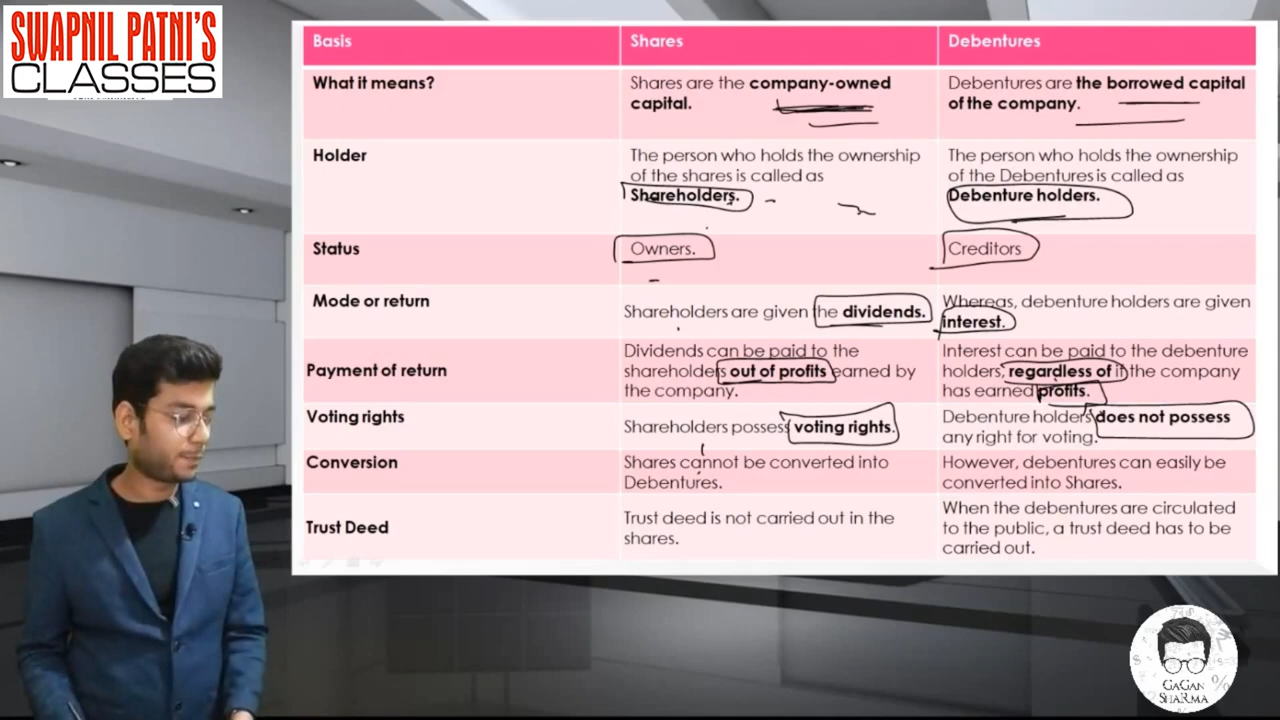 SWAPNIL PATNI'S
CLASSES
Basis
Shares
Debentures
What it means?
Shares are the company-owned
capital.
Debentures are the borrowed capital
of the company.
Holder
The person who holds the ownership
of the shares is called as
Shareholders.
The person who holds the ownership
of the Debentures is called as
Debenture holders.
Status
Owners.
Creditors
Mode or return
Shareholders are given the dividends.
Whereas, debenture holders are given
interest.
Payment of return
Dividends can be paid to the
shareholders out of profits earned by
the company.
Interest can be paid to the debenture
holders, regardless of if the company
has earned profits.
Voting rights
Shareholders possess voting rights.
Debenture holders does not possess
any right for voting.
Conversion
Shares cannot be converted into
Debentures.
However, debentures can easily be
converted into Shares.
Trust Deed
Trust deed is not carried out in the
shares.
When the debentures are circulated
to the public, a trust deed has to be
carried out.
GaGan
SHaRMa